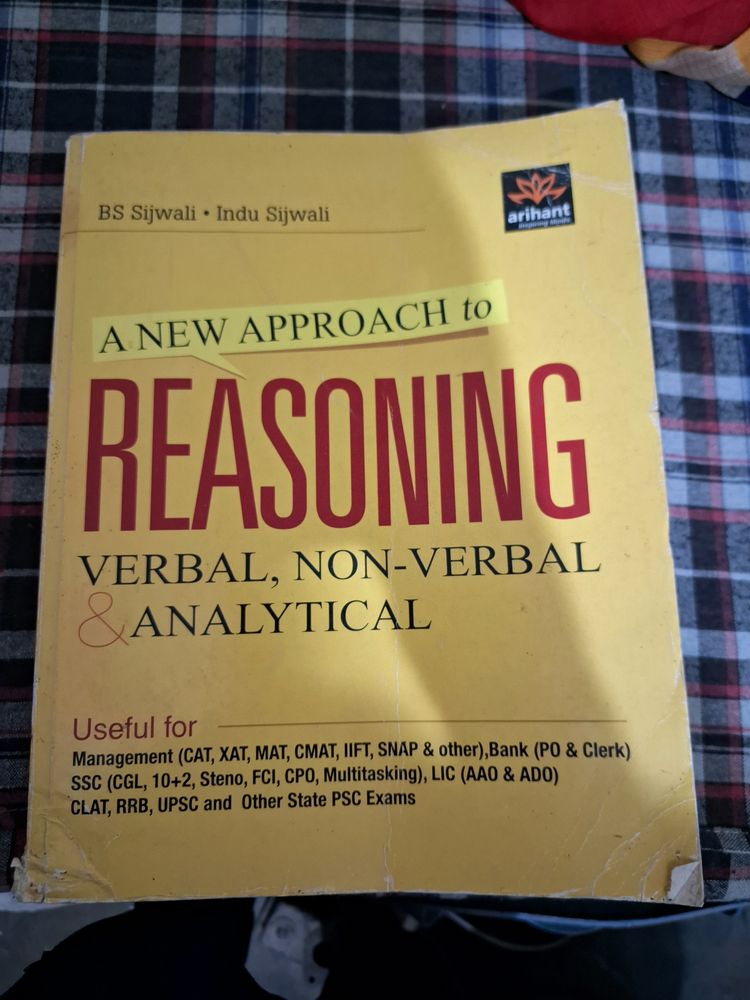 BS Sijwali • Indu Sijwali
arihant
Inspiring Minds
A NEW APPROACH to
REASONING
VERBAL, NON-VERBAL
& ANALYTICAL
Useful for
Management (CAT, XAT, MAT, CMAT, IIFT, SNAP & other),Bank (PO & Clerk)
SSC (CGL, 10+2, Steno, FCI, CPO, Multitasking), LIC (AAO & ADO)
CLAT, RRB, UPSC and Other State PSC Exams